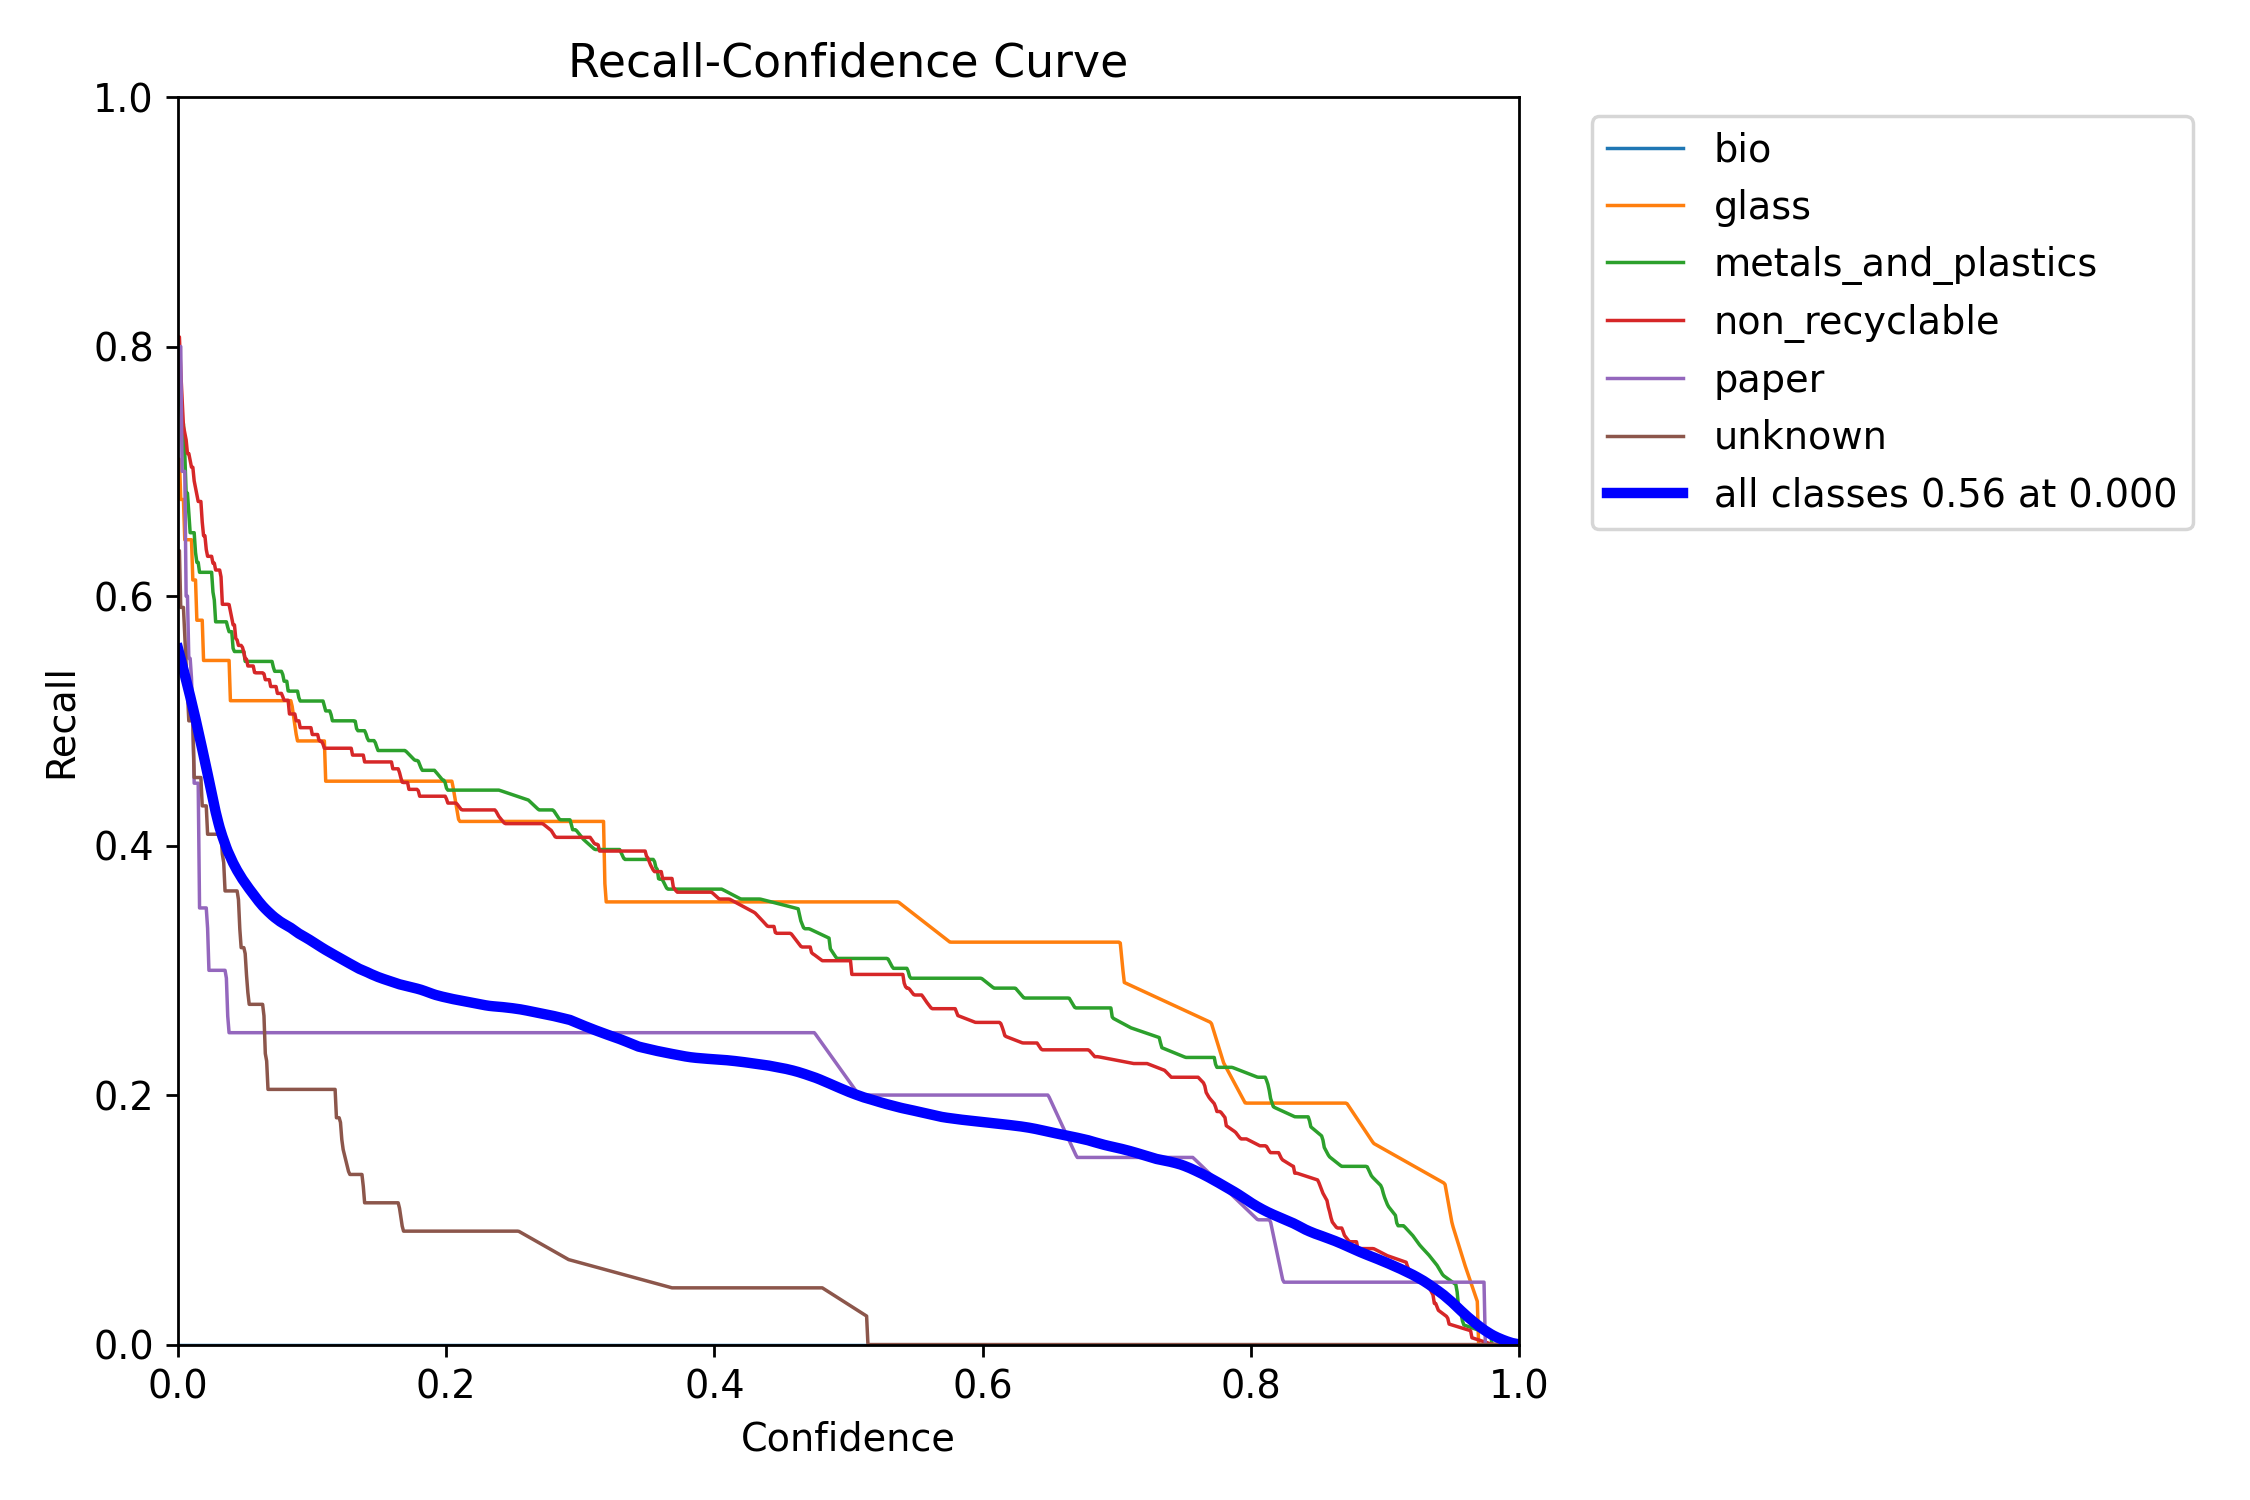 Recall-Confidence Curve
1.0
0.8
0.6
0.4
0.2
0.0
Recall
0.0 0.2 0.4 0.6 0.8 1.0
Confidence
bio
glass
metals_and_plastics
non_recyclable
paper
unknown
all classes 0.56 at 0.000